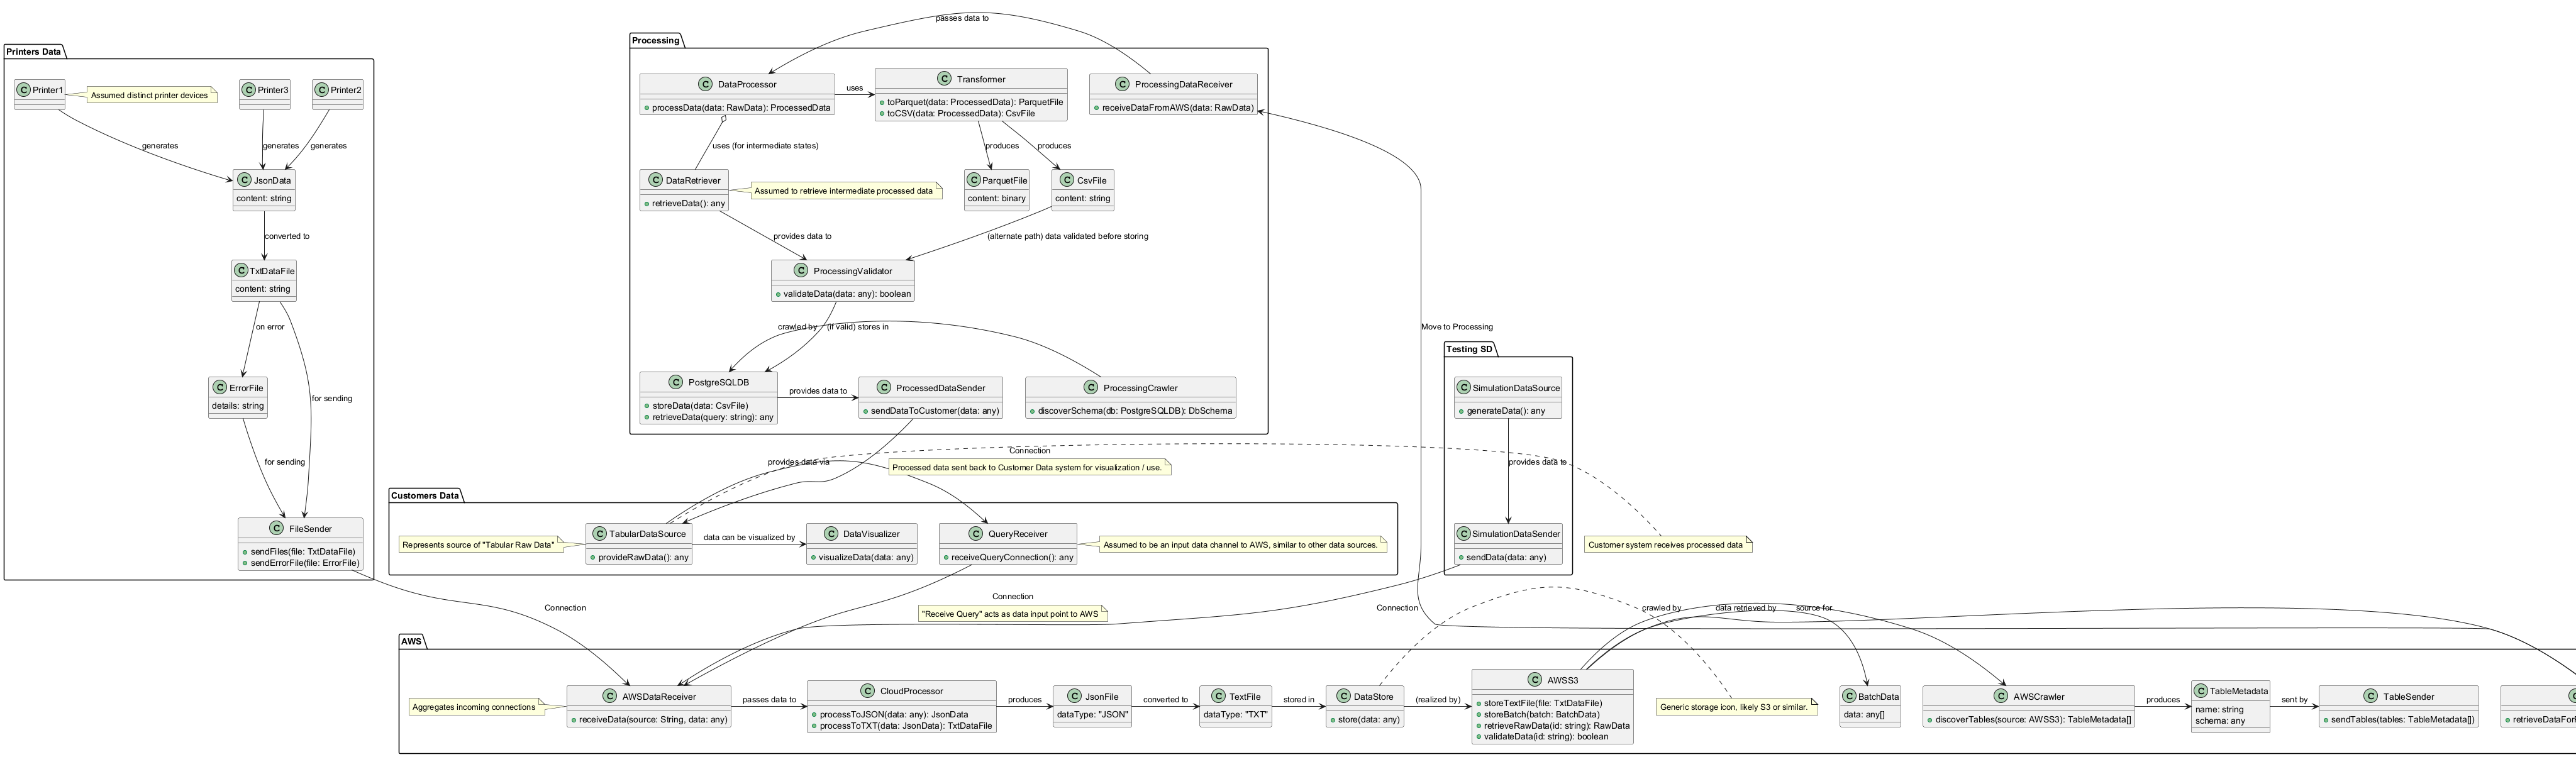 passes data to
Processing
Printers Data
C Printer1
Assumed distinct printer devices
C Printer3
C Printer2
C DataProcessor
processData(data: RawData): ProcessedData
uses
C Transformer
toParquet(data: ProcessedData): ParquetFile
toCSV(data: ProcessedData): CsvFile
C ProcessingDataReceiver
receiveDataFromAWS(data: RawData)
generates
generates
generates
uses (for intermediate states)
produces
produces
C JsonData
content: string
C DataRetriever
retrieveData(): any
Assumed to retrieve intermediate processed data
C ParquetFile
content: binary
C CsvFile
content: string
converted to
provides data to
(alternate path) data validated before storing
C TxtDataFile
content: string
C ProcessingValidator
validateData(data: any): boolean
on error
crawled by
(if valid) stores in
Move to Processing
Testing SD
C ErrorFile
details: string
for sending
C PostgreSQLDB
storeData(data: CsvFile)
retrieveData(query: string): any
provides data to
C ProcessedDataSender
sendDataToCustomer(data: any)
C ProcessingCrawler
discoverSchema(db: PostgreSQLDB): DbSchema
C SimulationDataSource
generateData(): any
for sending
provides data via
Connection
Processed data sent back to Customer Data system for visualization / use.
provides data to
Customers Data
C FileSender
sendFiles(file: TxtDataFile)
sendErrorFile(file: ErrorFile)
Represents source of "Tabular Raw Data"
C TabularDataSource
provideRawData(): any
data can be visualized by
C DataVisualizer
visualizeData(data: any)
C QueryReceiver
receiveQueryConnection(): any
Assumed to be an input data channel to AWS, similar to other data sources.
C SimulationDataSender
sendData(data: any)
Customer system receives processed data
Connection
Connection
"Receive Query" acts as data input point to AWS
Connection
crawled by
data retrieved by
source for
AWS
Aggregates incoming connections
C AWSDataReceiver
receiveData(source: String, data: any)
passes data to
C CloudProcessor
processToJSON(data: any): JsonData
processToTXT(data: JsonData): TxtDataFile
produces
C JsonFile
dataType: "JSON"
converted to
C TextFile
dataType: "TXT"
stored in
C DataStore
store(data: any)
(realized by)
C AWSS3
storeTextFile(file: TxtDataFile)
storeBatch(batch: BatchData)
retrieveRawData(id: string): RawData
validateData(id: string): boolean
Generic storage icon, likely S3 or similar.
C BatchData
data: any[]
C AWSCrawler
discoverTables(source: AWSS3): TableMetadata[]
produces
C TableMetadata
name: string
schema: any
sent by
C TableSender
sendTables(tables: TableMetadata[])
C